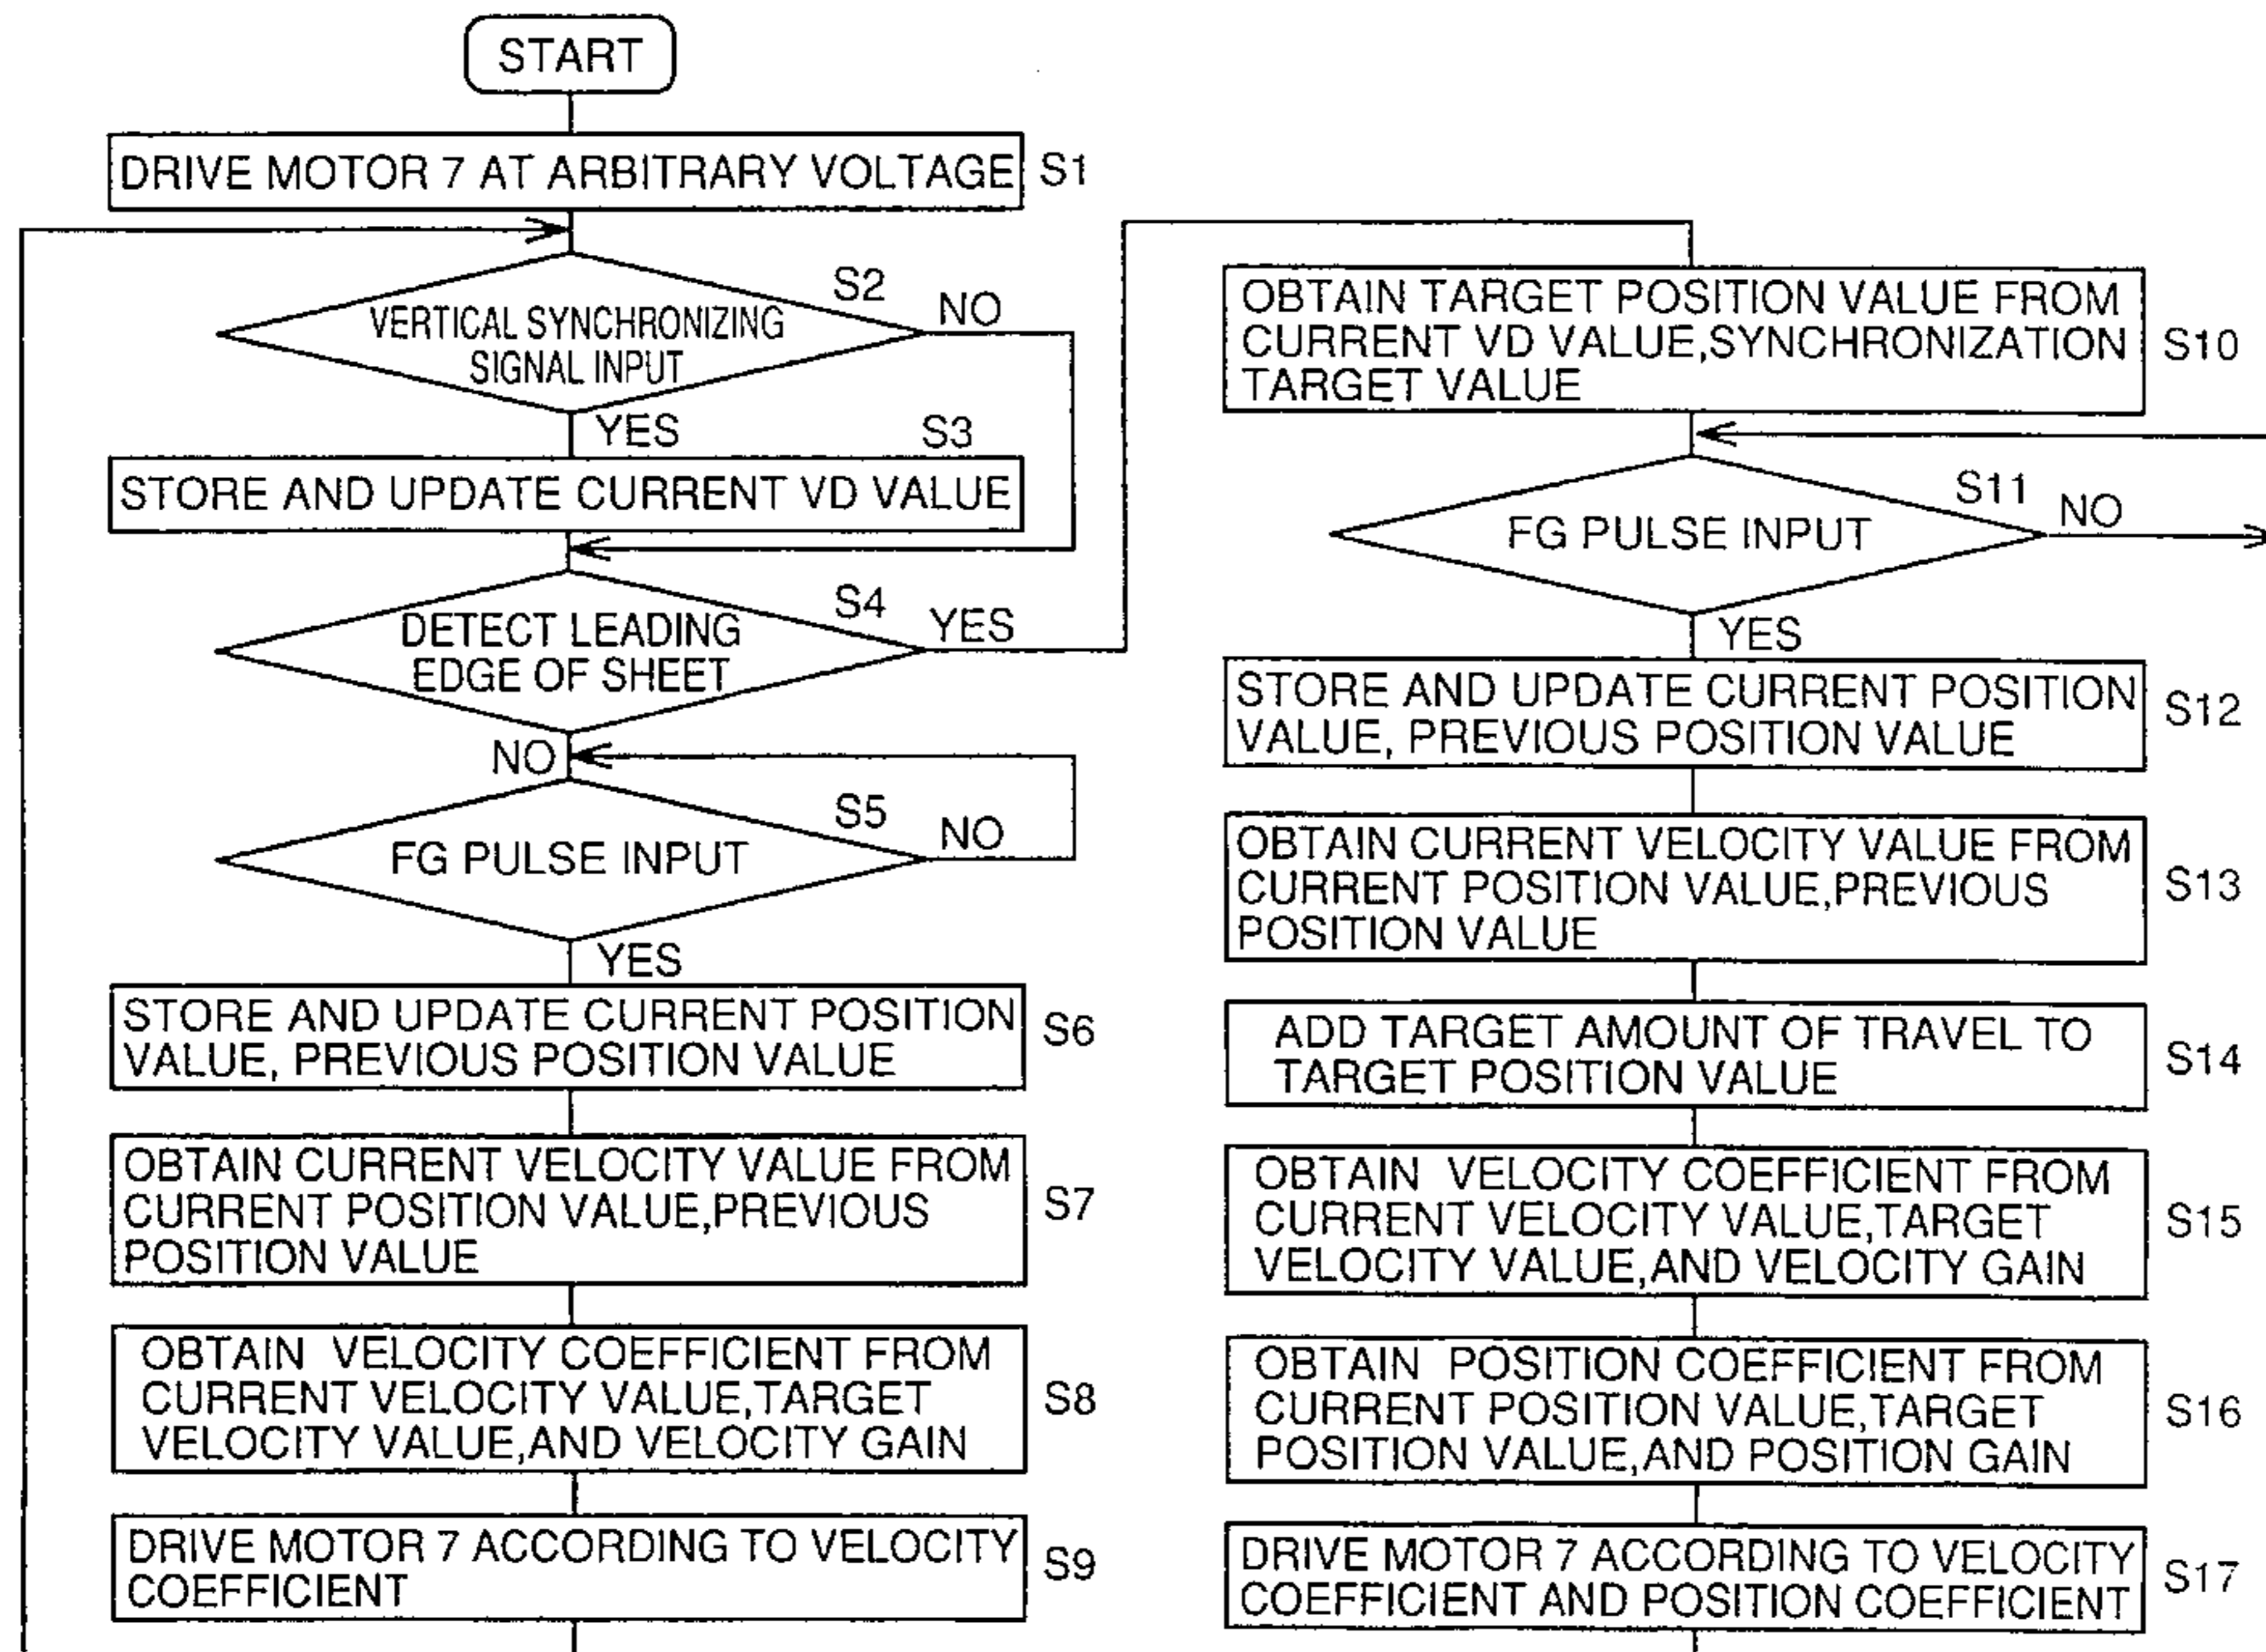 START
DRIVE MOTOR 7 AT ARBITRARY VOLTAGE
S1
S2
NO
VERTICAL SYNCHRONIZING
SIGNAL INPUT
YES
S3
STORE AND UPDATE CURRENT VD VALUE
S4
DETECT LEADING
EDGE OF SHEET
YES
NO
S5
FG PULSE INPUT
NO
YES
STORE AND UPDATE CURRENT POSITION
VALUE, PREVIOUS POSITION VALUE
S6
OBTAIN CURRENT VELOCITY VALUE FROM
CURRENT POSITION VALUE,PREVIOUS
POSITION VALUE
S7
OBTAIN VELOCITY COEFFICIENT FROM
CURRENT VELOCITY VALUE,TARGET
VELOCITY VALUE,AND VELOCITY GAIN
S8
DRIVE MOTOR 7 ACCORDING TO VELOCITY
COEFFICIENT
S9
OBTAIN TARGET POSITION VALUE FROM
CURRENT VD VALUE,SYNCHRONIZATION
TARGET VALUE
S10
S11
FG PULSE INPUT
NO
YES
STORE AND UPDATE CURRENT POSITION
VALUE, PREVIOUS POSITION VALUE
S12
OBTAIN CURRENT VELOCITY VALUE FROM
CURRENT POSITION VALUE,PREVIOUS
POSITION VALUE
S13
ADD TARGET AMOUNT OF TRAVEL TO
TARGET POSITION VALUE
S14
OBTAIN VELOCITY COEFFICIENT FROM
CURRENT VELOCITY VALUE,TARGET
VELOCITY VALUE,AND VELOCITY GAIN
S15
OBTAIN POSITION COEFFICIENT FROM
CURRENT POSITION VALUE,TARGET
POSITION VALUE,AND POSITION GAIN
S16
DRIVE MOTOR 7 ACCORDING TO VELOCITY
COEFFICIENT AND POSITION COEFFICIENT
S17